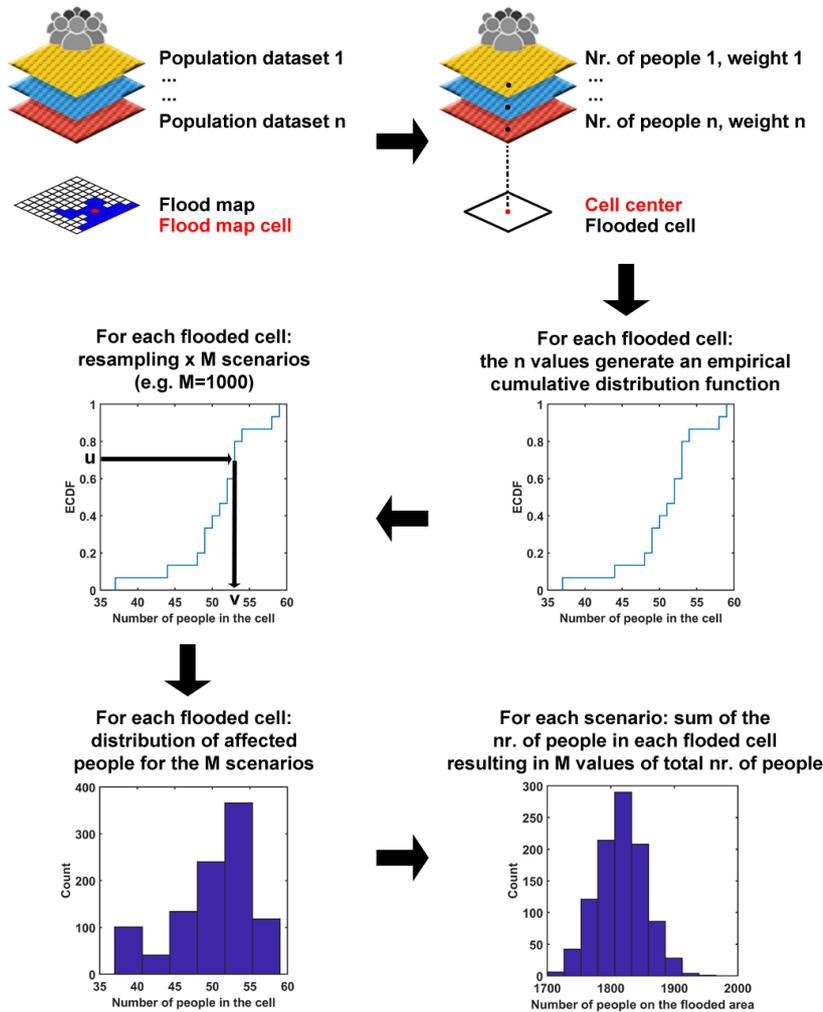 Population dataset 1
...
...
Population dataset n
Flood map
Flood map cell
Nr. of people 1, weight 1
...
...
Nr. of people n, weight n
Cell center
Flooded cell
For each flooded cell:
the n values generate an empirical
cumulative distribution function
35 40 45 50 55 60
Number of people in the cell
For each flooded cell:
resampling x M scenarios
(e.g. M=1000)
1
0.8
u
0.6
ECDF
0.4
0.2
0
v
35 40 45 50 55 60
Number of people in the cell
1
0.8
0.6
ECDF
0.4
0.2
0
For each flooded cell:
distribution of affected
people for the M scenarios
400
300
Count
200
100
0
35 40 45 50 55 60
Number of people in the cell
For each scenario: sum of the
nr. of people in each floded cell
resulting in M values of total nr. of people
300
250
200
150
Count
100
50
0
1700 1800 1900 2000
Number of people on the flooded area